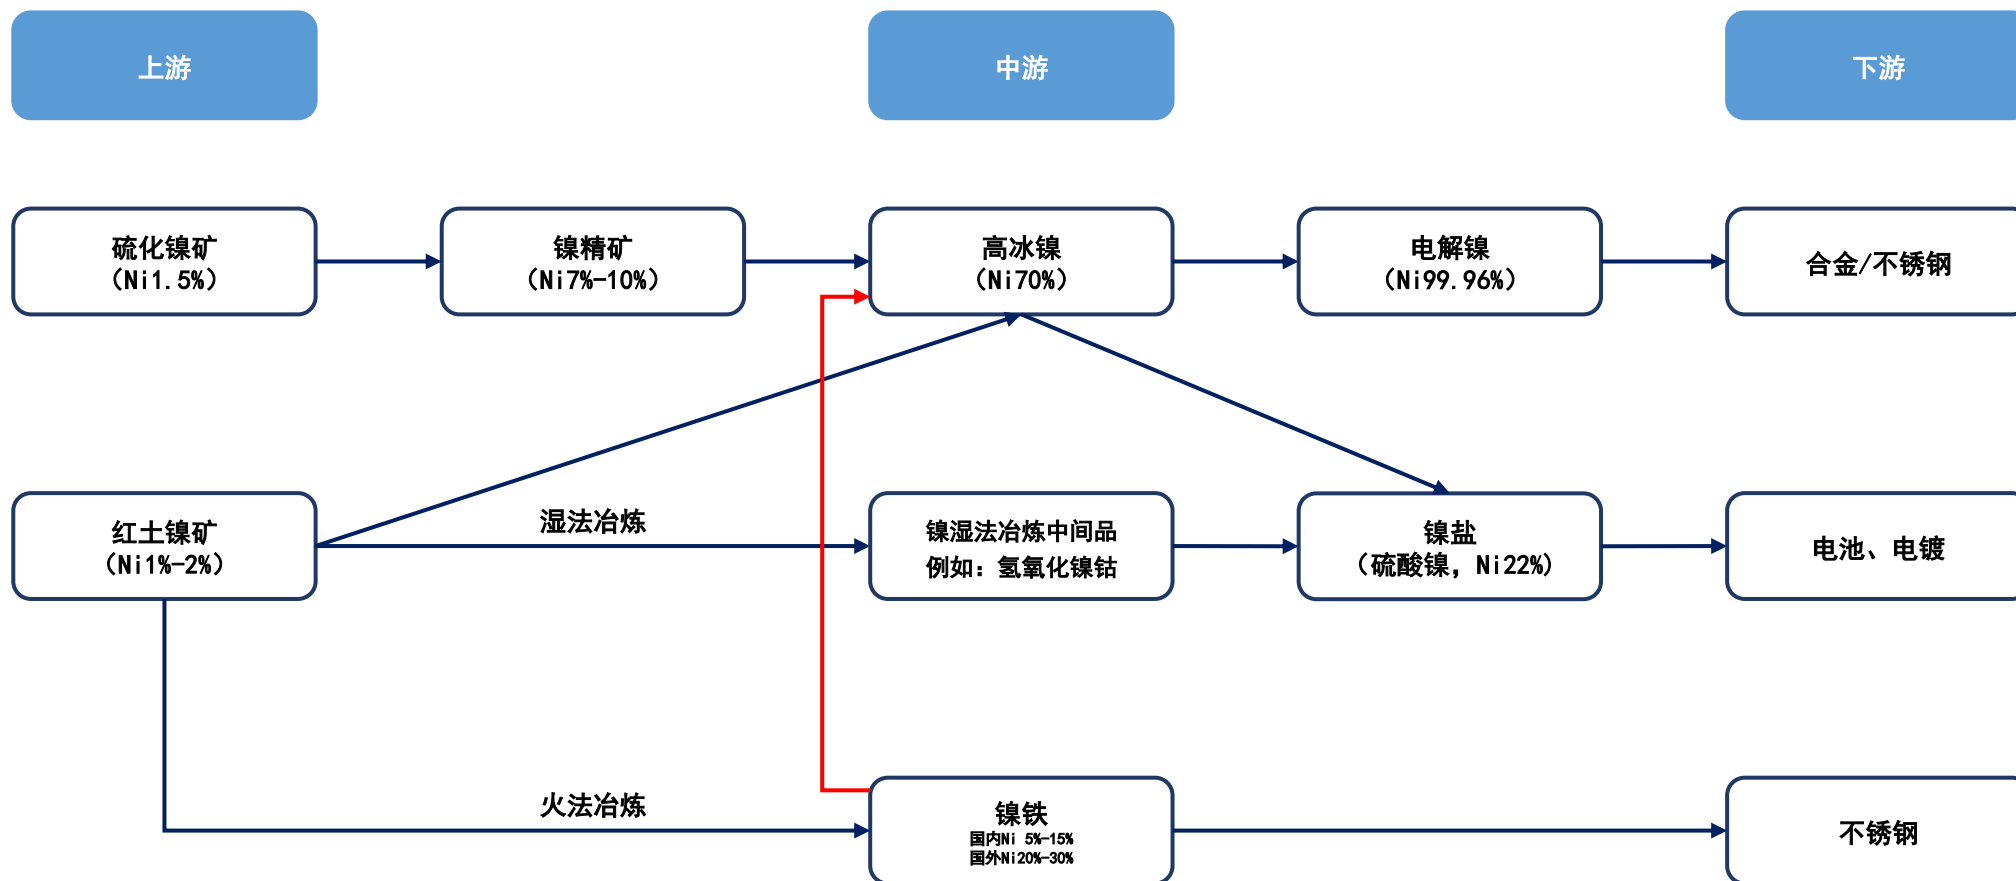 上游
中游
下游
硫化镍矿
(Ni1.5%)
镍精矿
(Ni7%-10%)
高冰镍
(Ni70%)
电解镍
(Ni99.96%)
合金/不锈钢
红土镍矿
(Ni1%-2%)
湿法冶炼
镍湿法冶炼中间品
例如：氢氧化镍钴
镍盐
(硫酸镍，Ni22%)
电池、电镀
火法冶炼
镍铁
国内Ni 5%-15%
国外Ni20%-30%
不锈钢